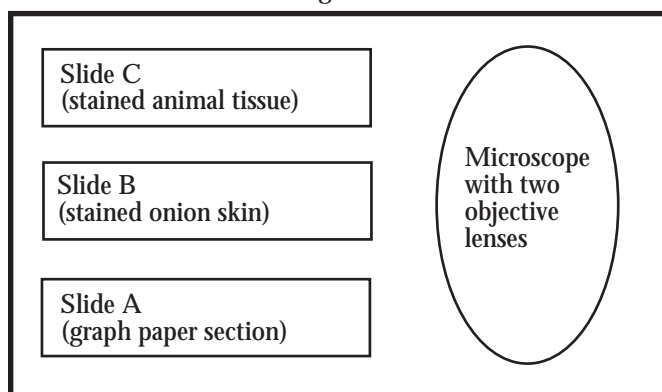 Slide C
(stained animal tissue)
Slide B
(stained onion skin)
Slide A
(graph paper section)
Microscope
with two
objective
lenses